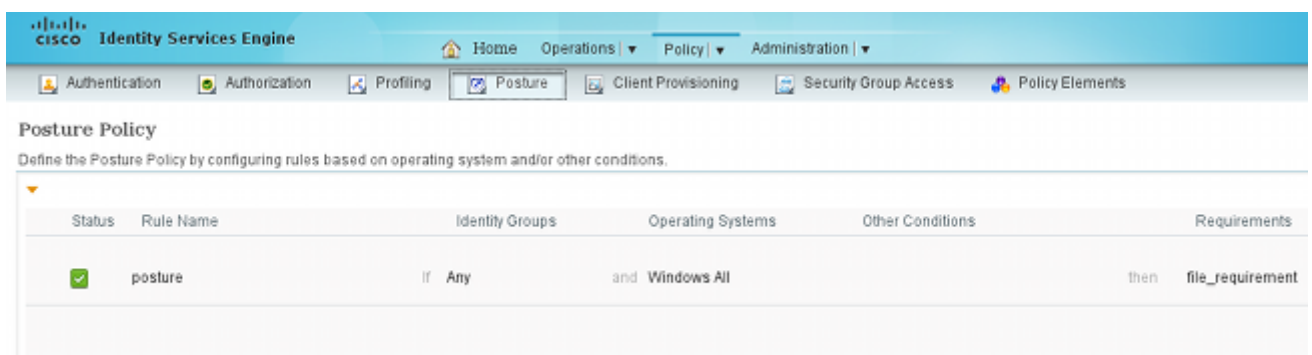 CISCO Identity Services Engine
Home Operations | ▼ Policy | ▼ Administration | ▼
Authentication Authorization Profiling Posture Client Provisioning Security Group Access Policy Elements
Posture Policy
Define the Posture Policy by configuring rules based on operating system and/or other conditions.
Status Rule Name Identity Groups Operating Systems Other Conditions Requirements
posture If Any and Windows All then file_requirement